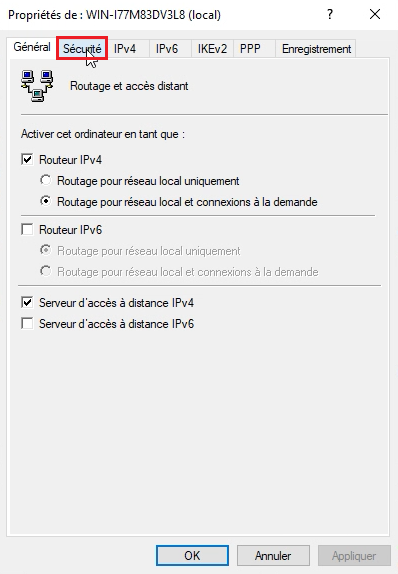 Propriétés de : WIN-I77M83DV3L8 (local) ?
Général Sécurité IPv4 IPv6 IKEv2 PPP Enregistrement
Routage et accès distant
Activer cet ordinateur en tant que :
Routeur IPv4
Routage pour réseau local uniquement
Routage pour réseau local et connexions à la demande
Routeur IPv6
Routage pour réseau local uniquement
Routage pour réseau local et connexions à la demande
Serveur d'accès à distance IPv4
Serveur d'accès à distance IPv6
OK Annuler Appliquer